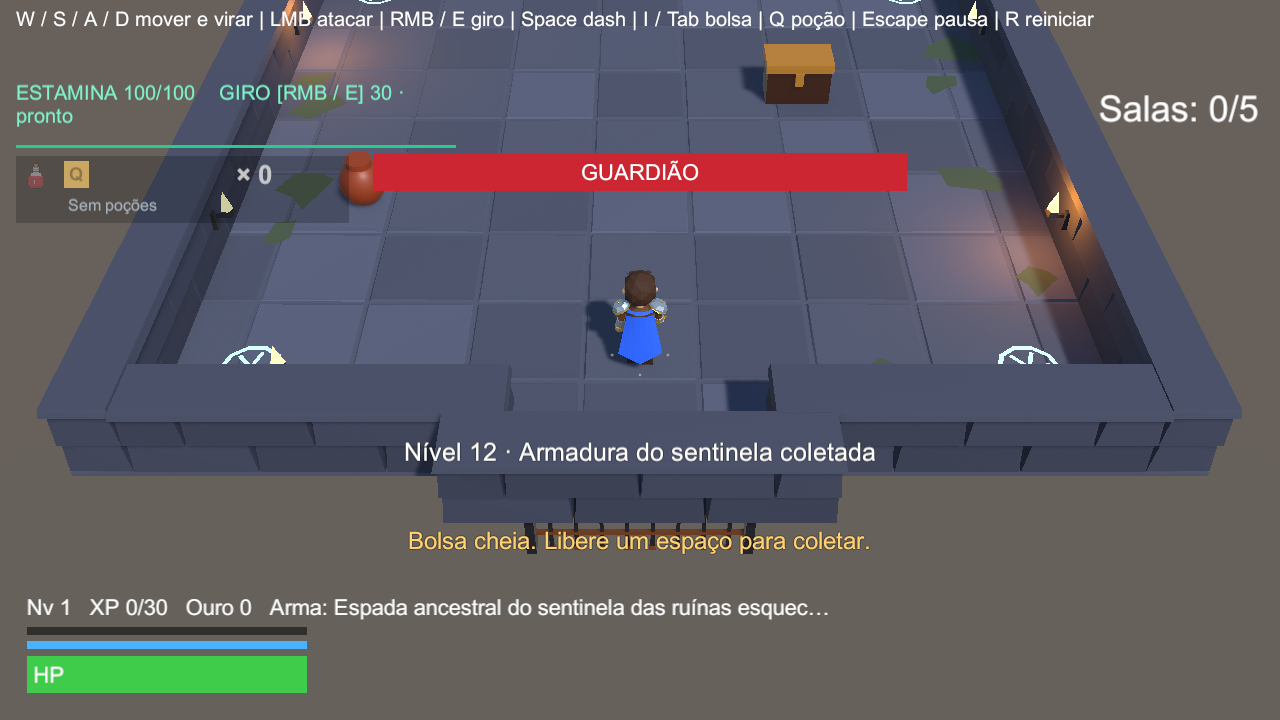 W / S / A / D mover e virar | LMB atacar | RMB / E giro | Space dash | I / Tab bolsa | Q poção | Escape pausa | R reiniciar
ESTAMINA 100/100 GIRO [RMB / E] 30 ·
pronto
Salas: 0/5
Q × 0
Sem poções
GUARDIÃO
Nível 12 · Armadura do sentinela coletada
Bolsa cheia. Libere um espaço para coletar.
Nv 1 XP 0/30 Ouro 0 Arma: Espada ancestral do sentinela das ruínas esquec…
HP